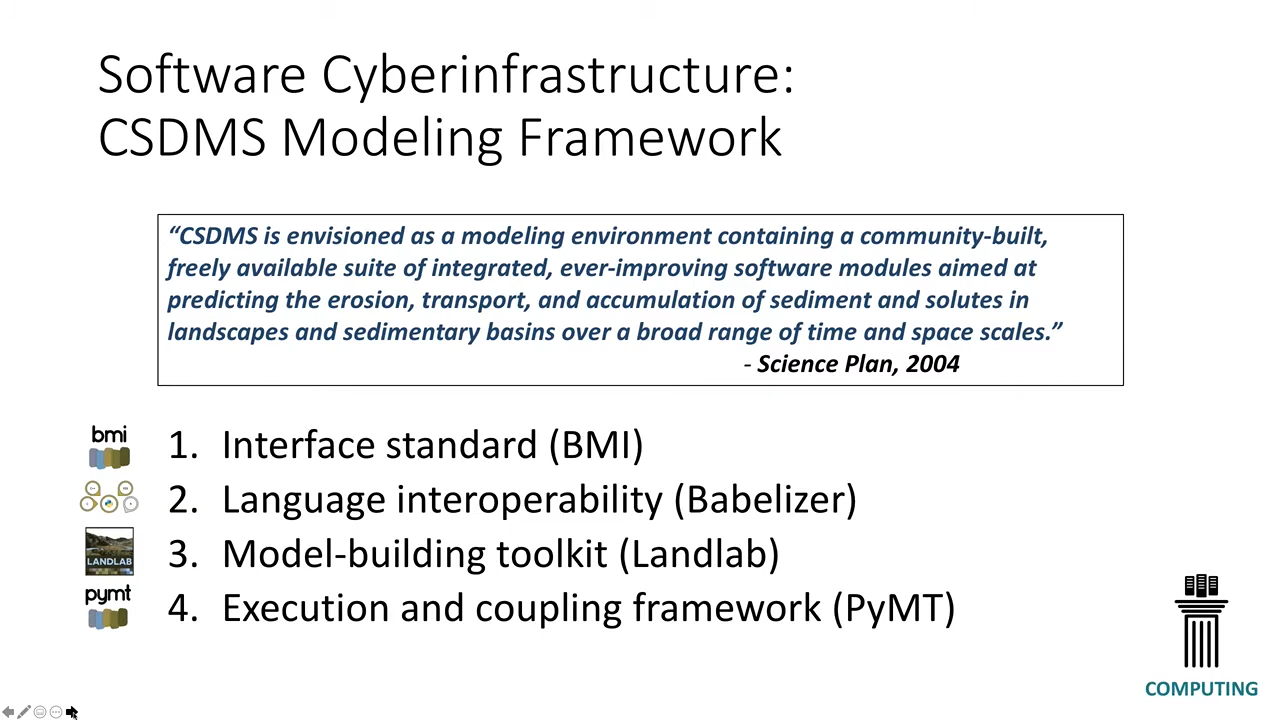 Software Cyberinfrastructure:
CSDMS Modeling Framework
“CSDMS is envisioned as a modeling environment containing a community-built,
freely available suite of integrated, ever-improving software modules aimed at
predicting the erosion, transport, and accumulation of sediment and solutes in
landscapes and sedimentary basins over a broad range of time and space scales.”
- Science Plan, 2004
bmi
1. Interface standard (BMI)
2. Language interoperability (Babelizer)
LANDLAB
3. Model-building toolkit (Landlab)
pymt
4. Execution and coupling framework (PyMT)
COMPUTING